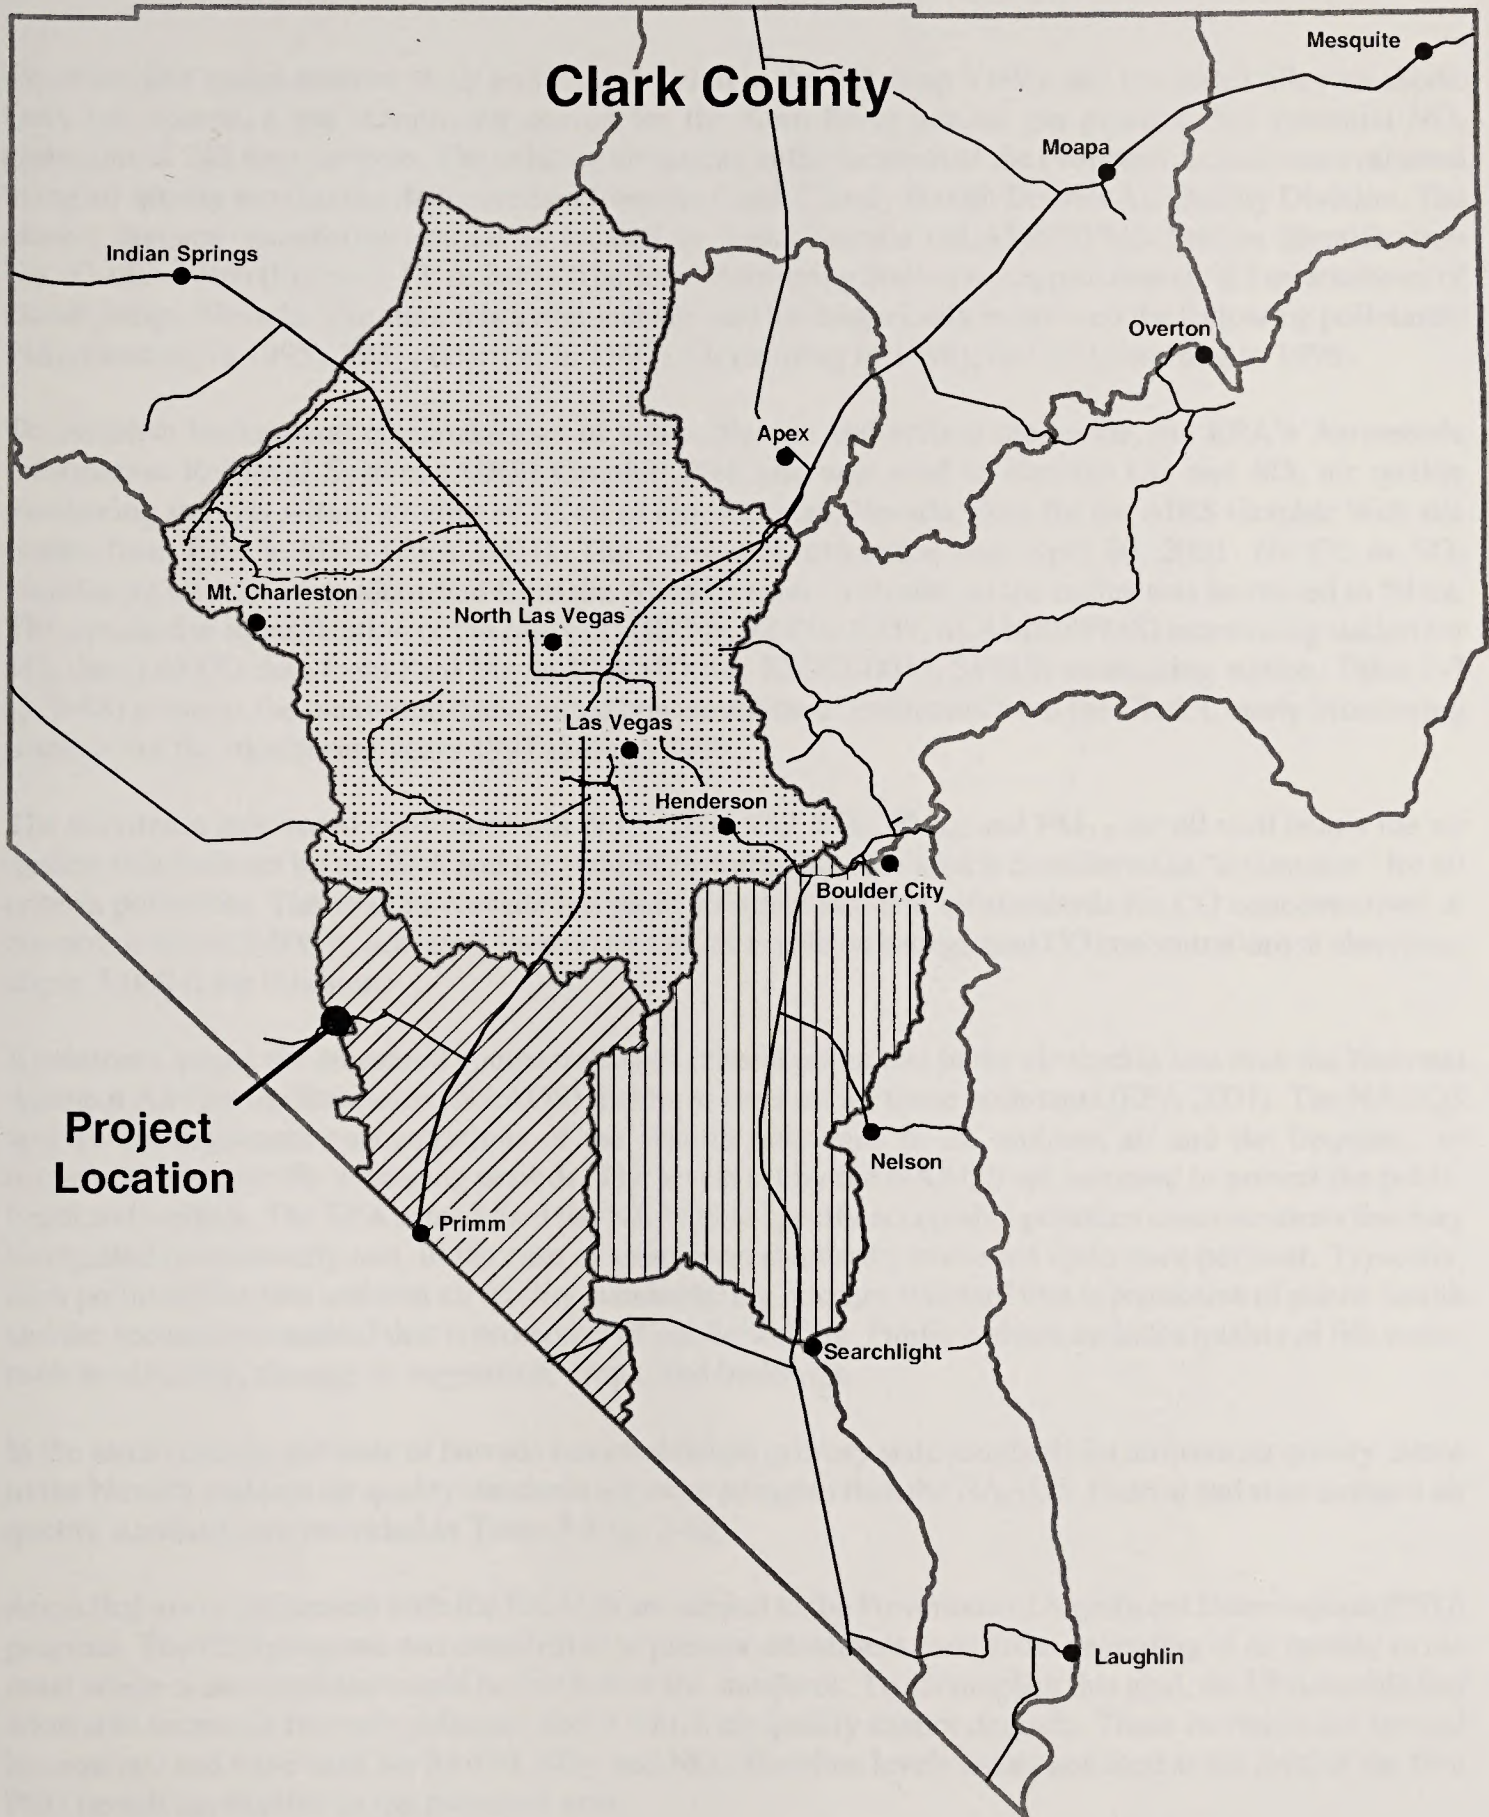 Mesquite
Clark County
Moapa
Indian Springs
Overton
Apex
Mt. Charleston
North Las Vegas
Las Vegas
Henderson
Boulder City
Project
Location
Nelson
Primm
Searchlight
Laughlin